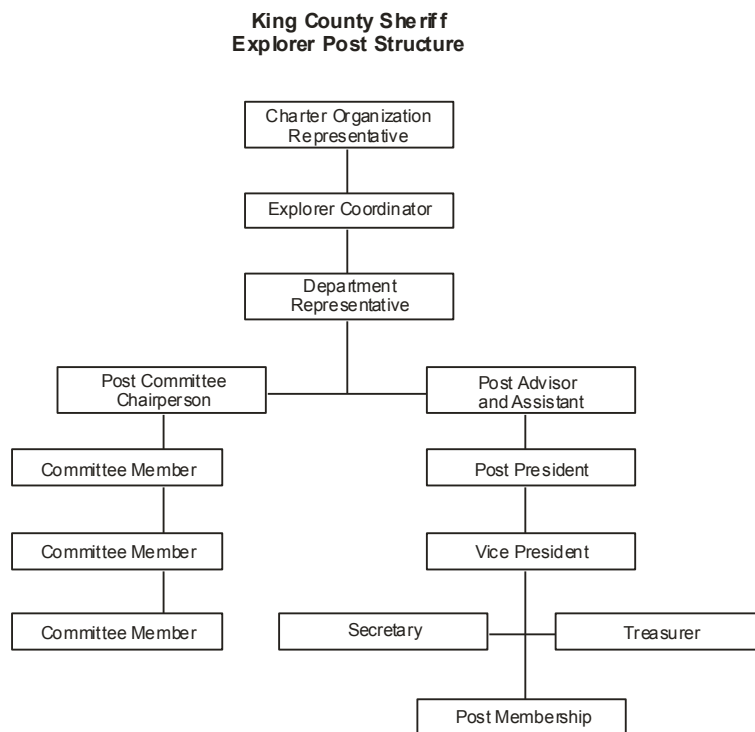 King County Sheriff
Explorer Post Structure
Charter Organization
Representative
Explorer Coordinator
Department
Representative
Post Committee
Chairperson
Post Advisor
and Assistant
Committee Member
Post President
Committee Member
Vice President
Committee Member
Secretary
Treasurer
Post Membership